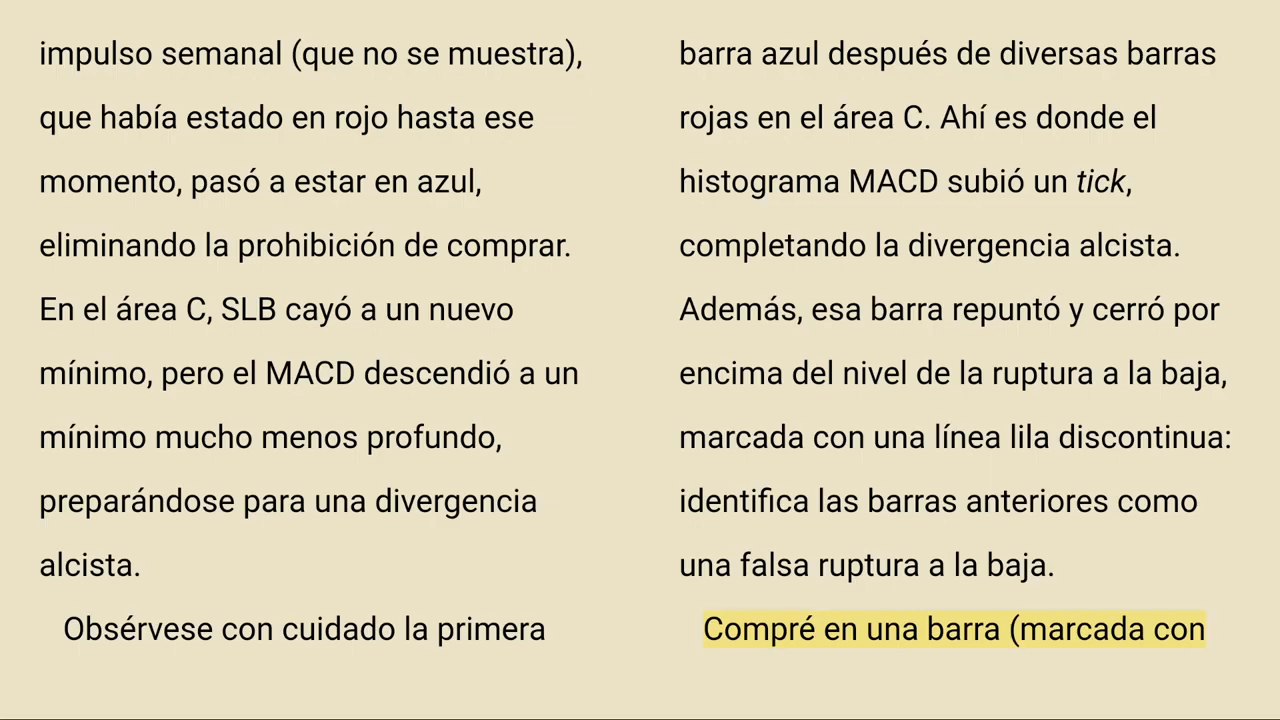 impulso semanal (que no se muestra),
que había estado en rojo hasta ese
momento, pasó a estar en azul,
eliminando la prohibición de comprar.
En el área C, SLB cayó a un nuevo
mínimo, pero el MACD descendió a un
mínimo mucho menos profundo,
preparándose para una divergencia
alcista.
Obsérvese con cuidado la primera
barra azul después de diversas barras
rojas en el área C. Ahí es donde el
histograma MACD subió un tick,
completando la divergencia alcista.
Además, esa barra repuntó y cerró por
encima del nivel de la ruptura a la baja,
marcada con una línea lila discontinua:
identifica las barras anteriores como
una falsa ruptura a la baja.
Compré en una barra (marcada con